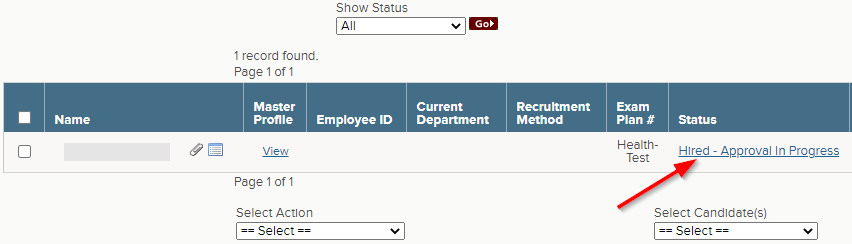 Show Status
All Go
1 record found.
Page 1 of 1
Name Master Profile Employee ID Current Department Recruitment Method Exam Plan # Status
View Health-Test Hired - Approval In Progress
Page 1 of 1
Select Action Select Candidate(s)
== Select == == Select ==